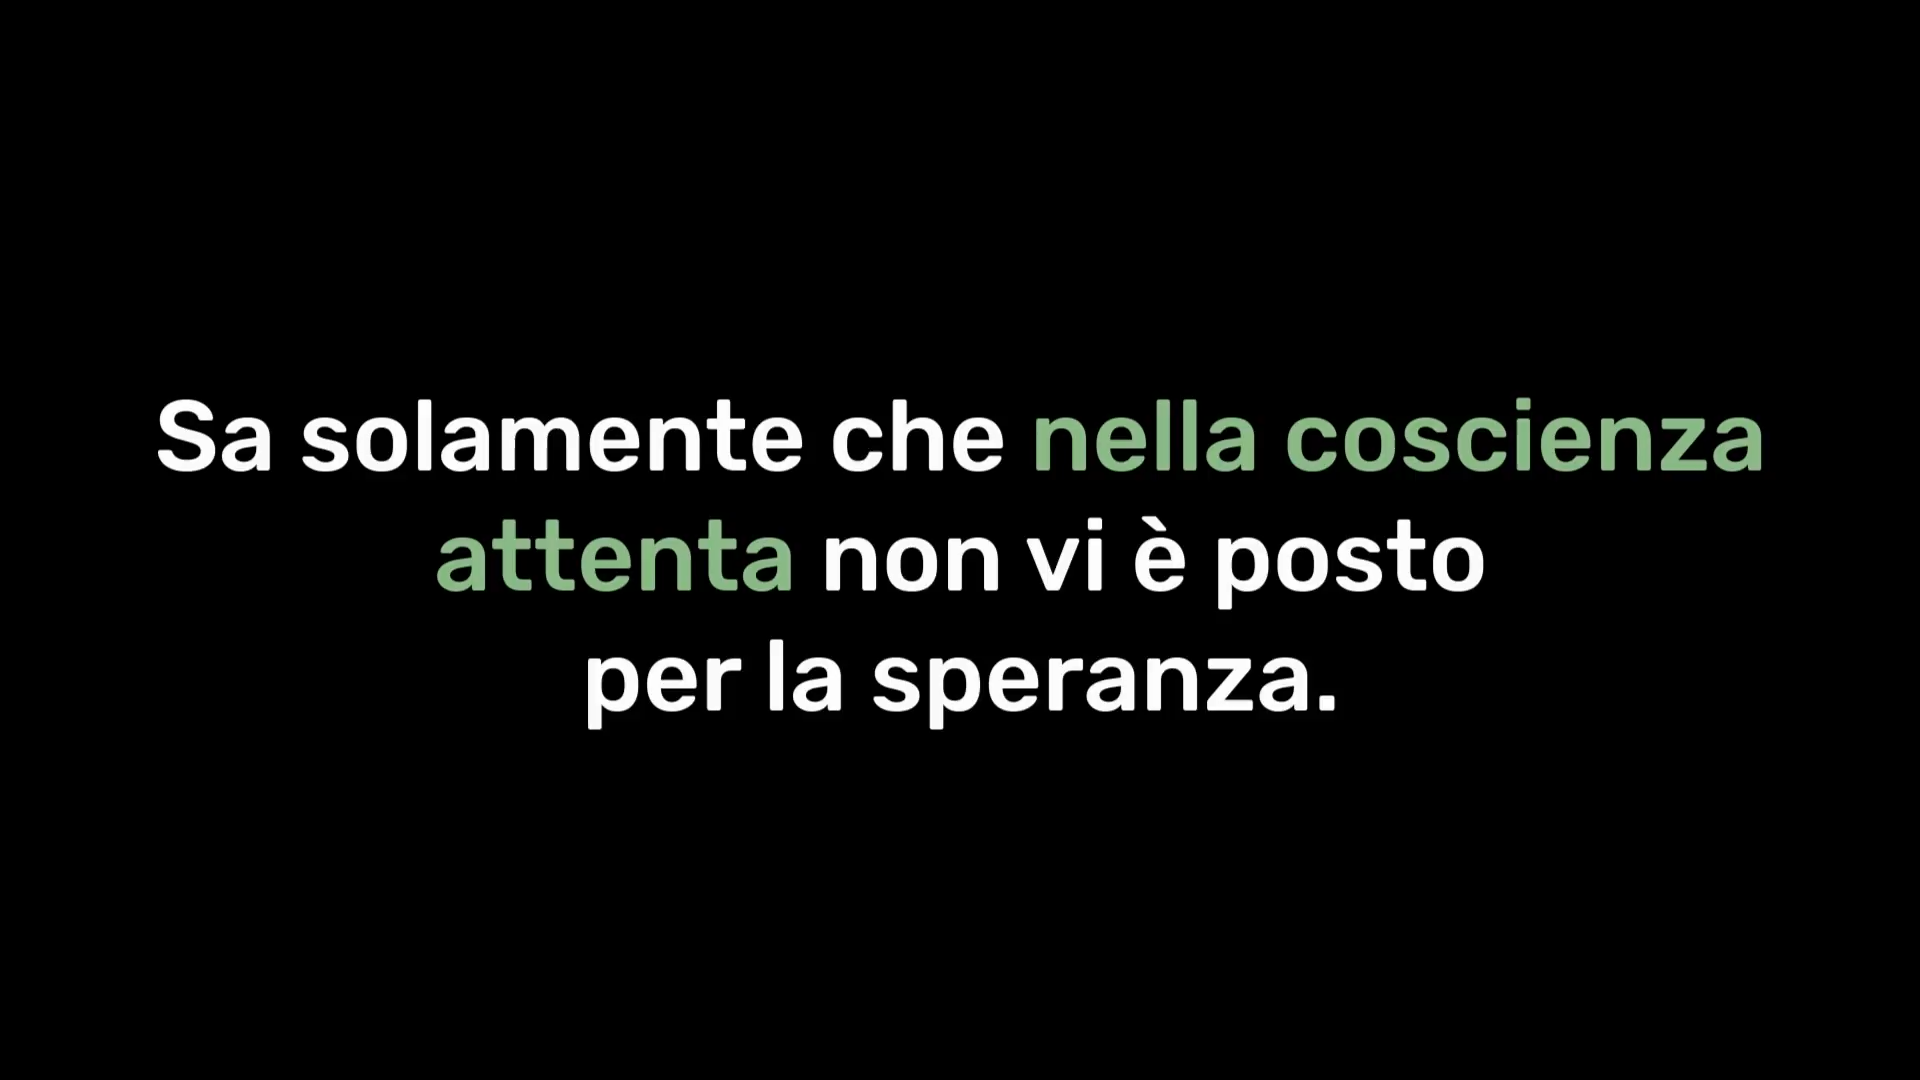 Sa solamente che nella coscienza
attenta non vi è posto
per la speranza.